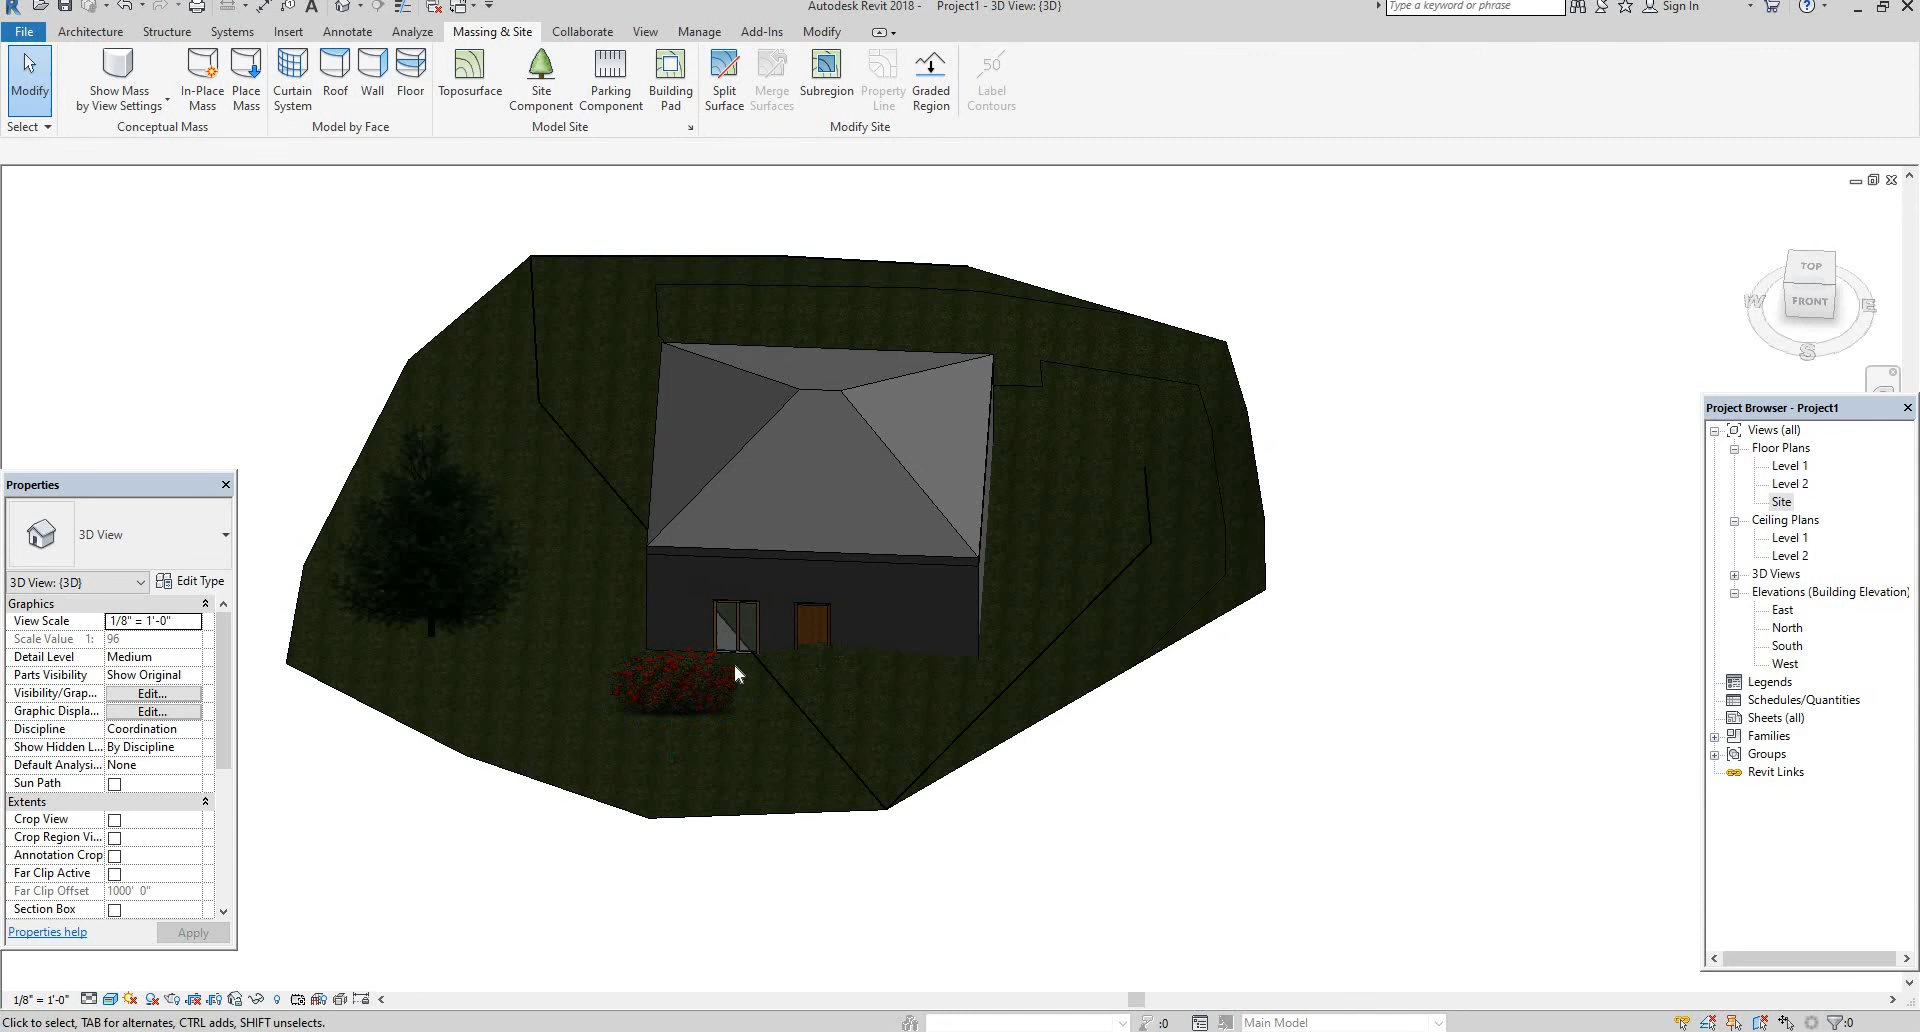 Autodesk Revit 2018 - Project1 - 3D View: {3D}
Type a keyword or phrase
Sign In
File Architecture Structure Systems Insert Annotate Analyze Massing & Site Collaborate View Manage Add-Ins Modify
Modify
Show Mass by View Settings
In-Place Mass
Place Mass
Curtain System
Roof
Wall
Floor
Toposurface
Site Component
Parking Component
Building Pad
Split Surface
Merge Surfaces
Subregion
Property Line
Graded Region
50
Label Contours
Select
Conceptual Mass
Model by Face
Model Site
Modify Site
TOP
FRONT
W
E
S
Properties
3D View
3D View: {3D}
Edit Type
Graphics
View Scale 1/8" = 1'-0"
Scale Value 1: 96
Detail Level Medium
Parts Visibility Show Original
Visibility/Grap... Edit...
Graphic Displa... Edit...
Discipline Coordination
Show Hidden L... By Discipline
Default Analysi... None
Sun Path
Extents
Crop View
Crop Region Vi...
Annotation Crop
Far Clip Active
Far Clip Offset 1000' 0"
Section Box
Properties help
Apply
Project Browser - Project1
Views (all)
Floor Plans
Level 1
Level 2
Site
Ceiling Plans
Level 1
Level 2
3D Views
Elevations (Building Elevation)
East
North
South
West
Legends
Schedules/Quantities
Sheets (all)
Families
Groups
Revit Links
1/8" = 1'-0"
Click to select, TAB for alternates, CTRL adds, SHIFT unselects.
:0
Main Model
:0